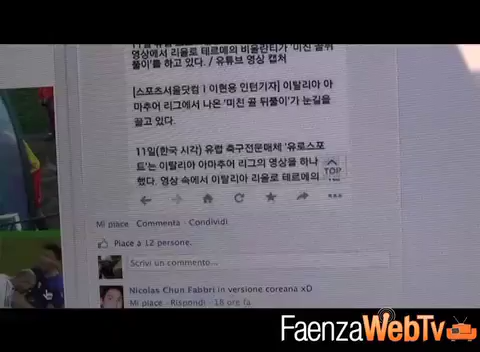 영상에서 리올로 테르메의 비올란티가 '미친 골뒤
풀이'를 하고 있다. / 유튜브 영상 캡처
[스포츠서울닷컴 | 이현용 인턴기자] 이탈리아 아
마추어 리그에서 나온 '미친 골 뒤풀이'가 눈길을
끌고 있다.
11일(한국 시각) 유럽 축구전문매체 '유로스포
트'는 이탈리아 아마추어 리그의 영상을 하나
했다. 영상 속에서 이탈리아 리올로 테르메의
TOP
Mi piace Commenta · Condividi
Piace a 12 persone.
Scrivi un commento...
Nicolas Chun Fabbri in versione coreana xD
Mi piace · Rispondi · 18 ore fa
FaenzaWebTv